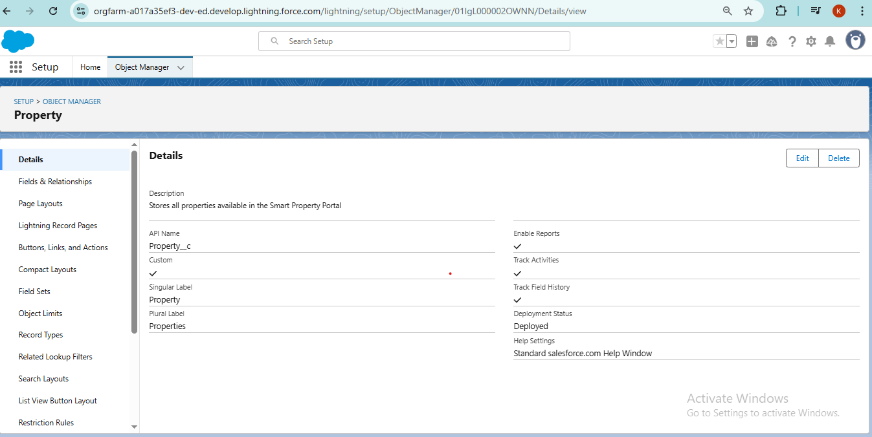 orgfarm-a017a35ef3-dev-ed.develop.lightning.force.com/lightning/setup/ObjectManager/01IgL000002OWNN/Details/view
K
Search Setup
Setup
Home
Object Manager
SETUP > OBJECT MANAGER
Property
Details
Fields & Relationships
Page Layouts
Lightning Record Pages
Buttons, Links, and Actions
Compact Layouts
Field Sets
Object Limits
Record Types
Related Lookup Filters
Search Layouts
List View Button Layout
Restriction Rules
Details
Edit
Delete
Description
Stores all properties available in the Smart Property Portal
API Name
Property__c
Custom
Singular Label
Property
Plural Label
Properties
Enable Reports
Track Activities
Track Field History
Deployment Status
Deployed
Help Settings
Standard salesforce.com Help Window
Activate Windows
Go to Settings to activate Windows.